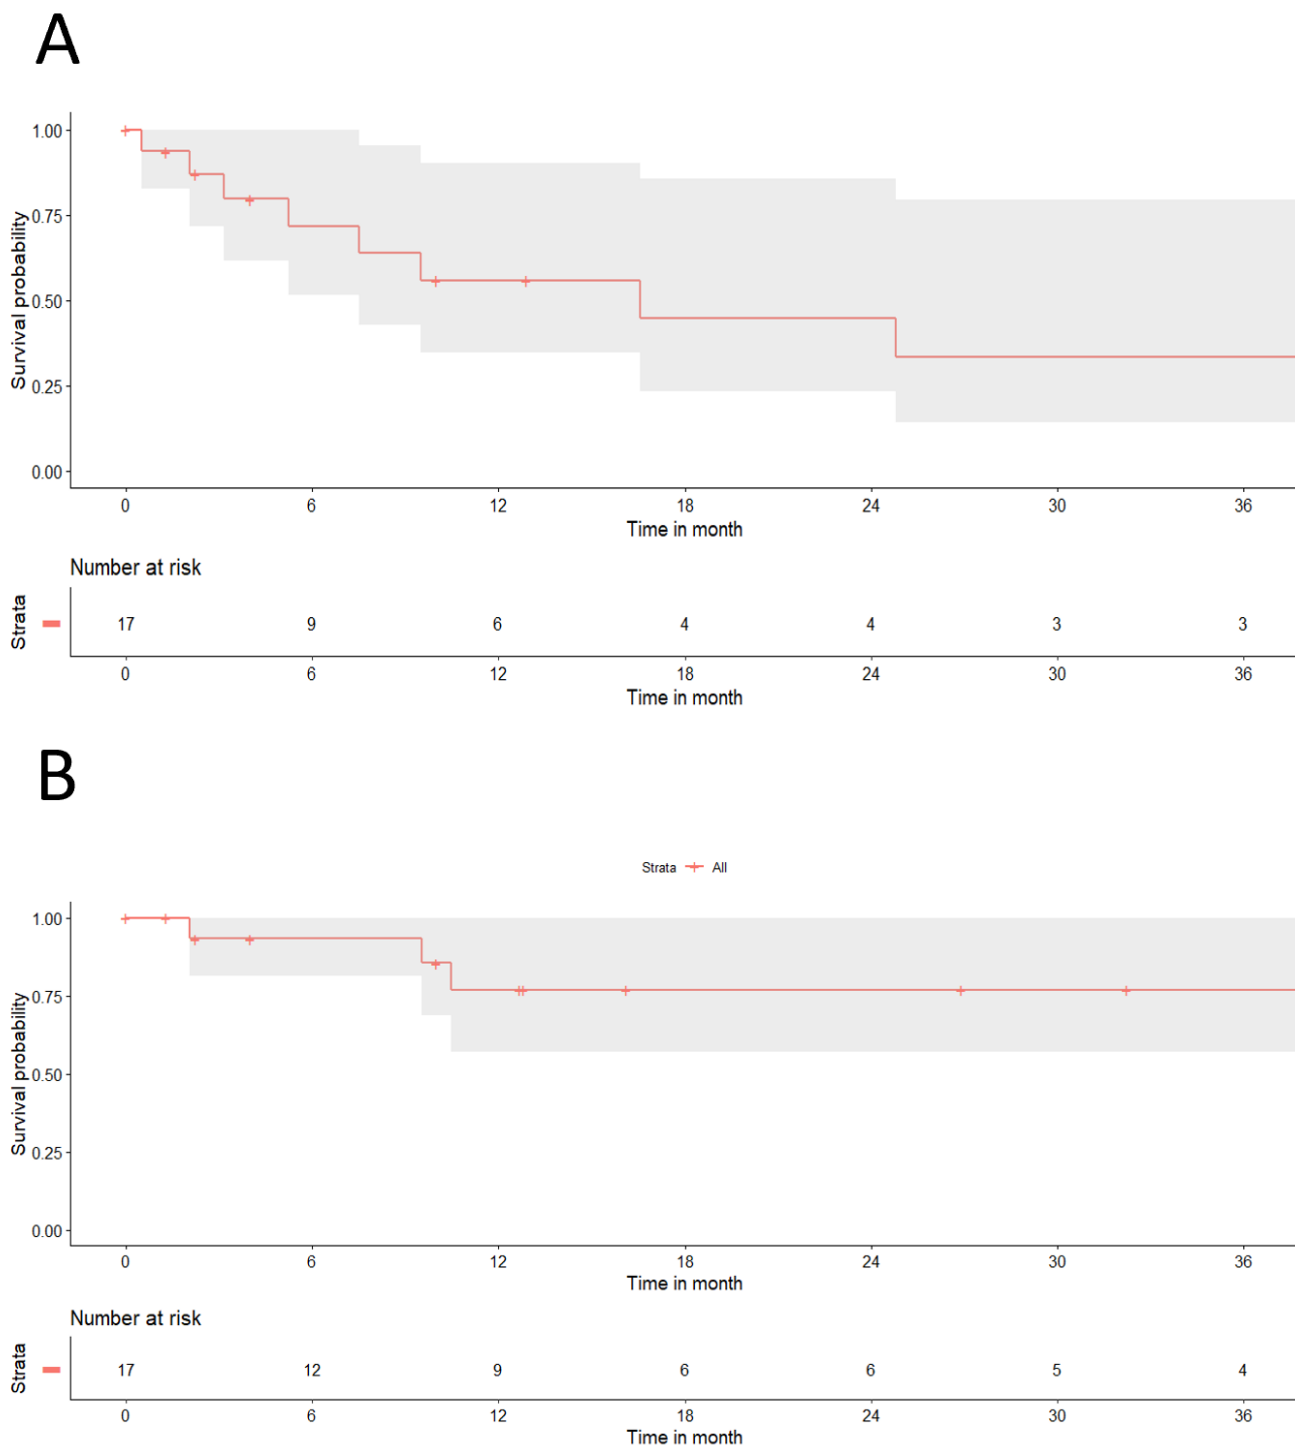 A
Survival probability
1.00
0.75
0.50
0.25
0.00
0 6 12 18 24 30 36
Time in month
Number at risk
Strata
17 9 6 4 4 3 3
0 6 12 18 24 30 36
Time in month
B
Strata All
Survival probability
1.00
0.75
0.50
0.25
0.00
0 6 12 18 24 30 36
Time in month
Number at risk
Strata
17 12 9 6 6 5 4
0 6 12 18 24 30 36
Time in month